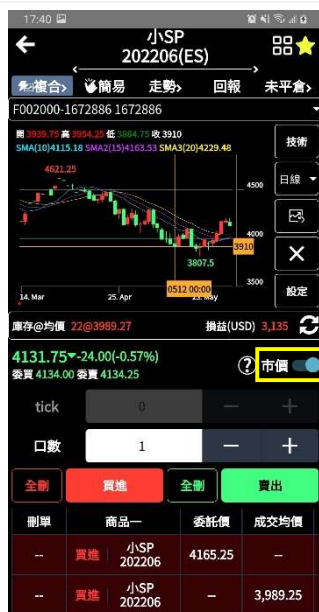 17:40
小SP
202206(ES)
複合> 簡易 走勢> 回報 未平倉>
F002000-1672886 1672886
開 3939.75 高 3954.25 低 3884.75 收 3910
SMA(10)4115.18 SMA2(15)4163.53 SMA3(20)4229.48
技術
4621.25
4500
日線
4000
3910
3807.5
3500
0512 00:00
14. Mar 25. Apr 23. May
設定
庫存@均價 22@3989.27 損益(USD) 3,135
4131.75▼-24.00(-0.57%)
委買 4134.00 委賣 4134.25
? 市價
tick 0 − +
口數 1 − +
全刪 買進 全刪 賣出
刪單 商品一 委託價 成交均價
-- 買進 小SP 202206 4165.25 --
-- 買進 小SP 202206 -- 3,989.25